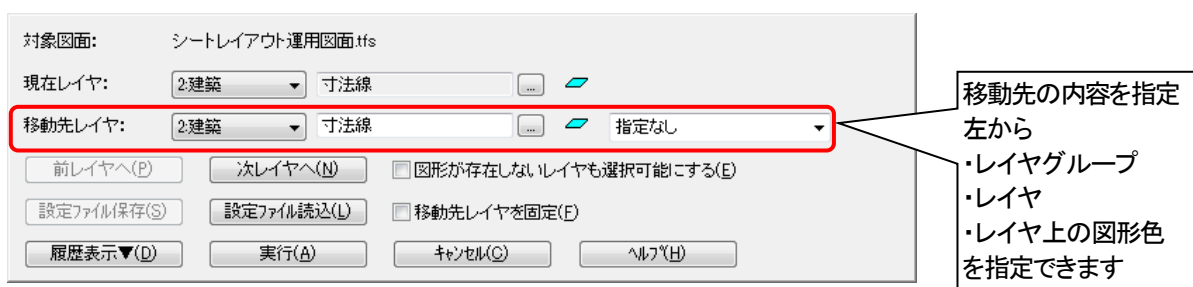 対象図面: シートレイアウト運用図面.tfs
現在レイヤ: 2:建築 寸法線 ...
移動先レイヤ: 2:建築 寸法線 ... 指定なし
前レイヤへ(P) 次レイヤへ(N) 図形が存在しないレイヤも選択可能にする(E)
設定ファイル保存(S) 設定ファイル読込(L) 移動先レイヤを固定(F)
履歴表示▼(D) 実行(A) キャンセル(C) ヘルプ(H)
移動先の内容を指定
左から
・レイヤグループ
・レイヤ
・レイヤ上の図形色
を指定できます